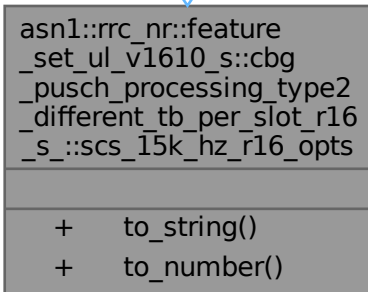 asn1::rrc_nr::feature
_set_ul_v1610_s::cbg
_pusch_processing_type2
_different_tb_per_slot_r16
_s_::scs_15k_hz_r16_opts
+ to_string()
+ to_number()